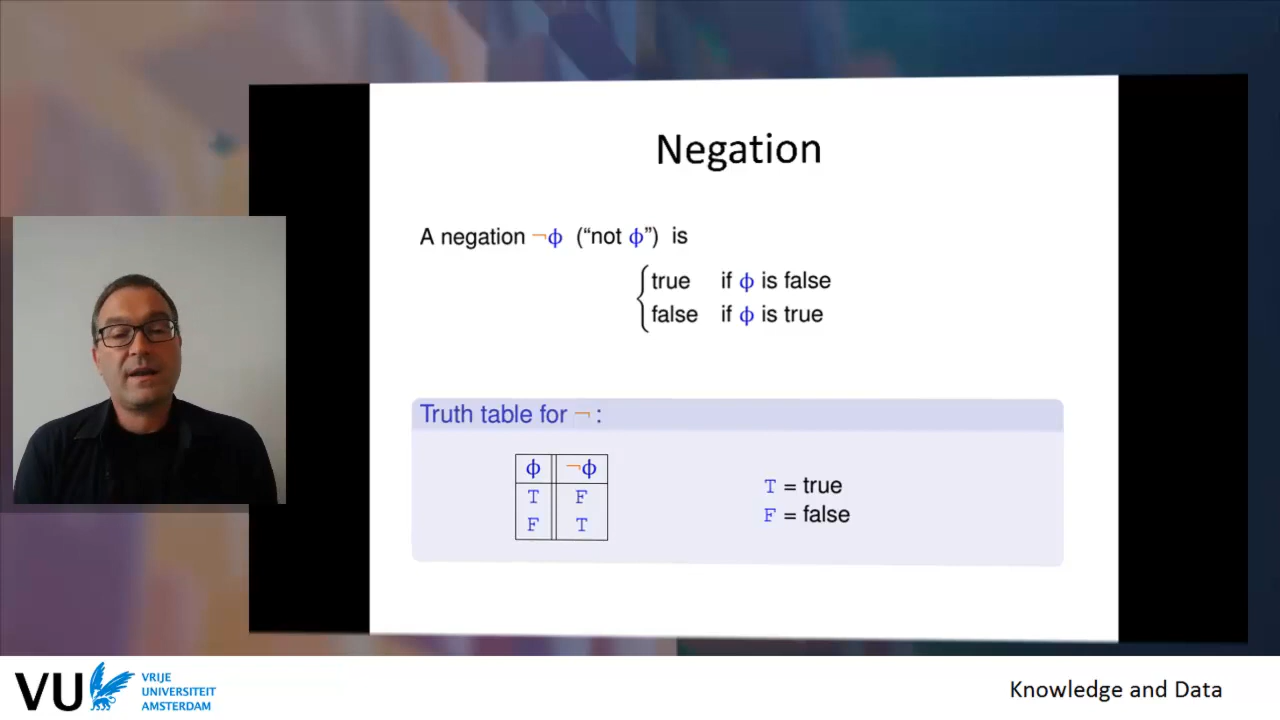 Negation
A negation ¬ϕ (“not ϕ”) is
true if ϕ is false
false if ϕ is true
Truth table for ¬ :
ϕ ¬ϕ
T F
F T
T = true
F = false
VU VRIJE
UNIVERSITEIT
AMSTERDAM
Knowledge and Data